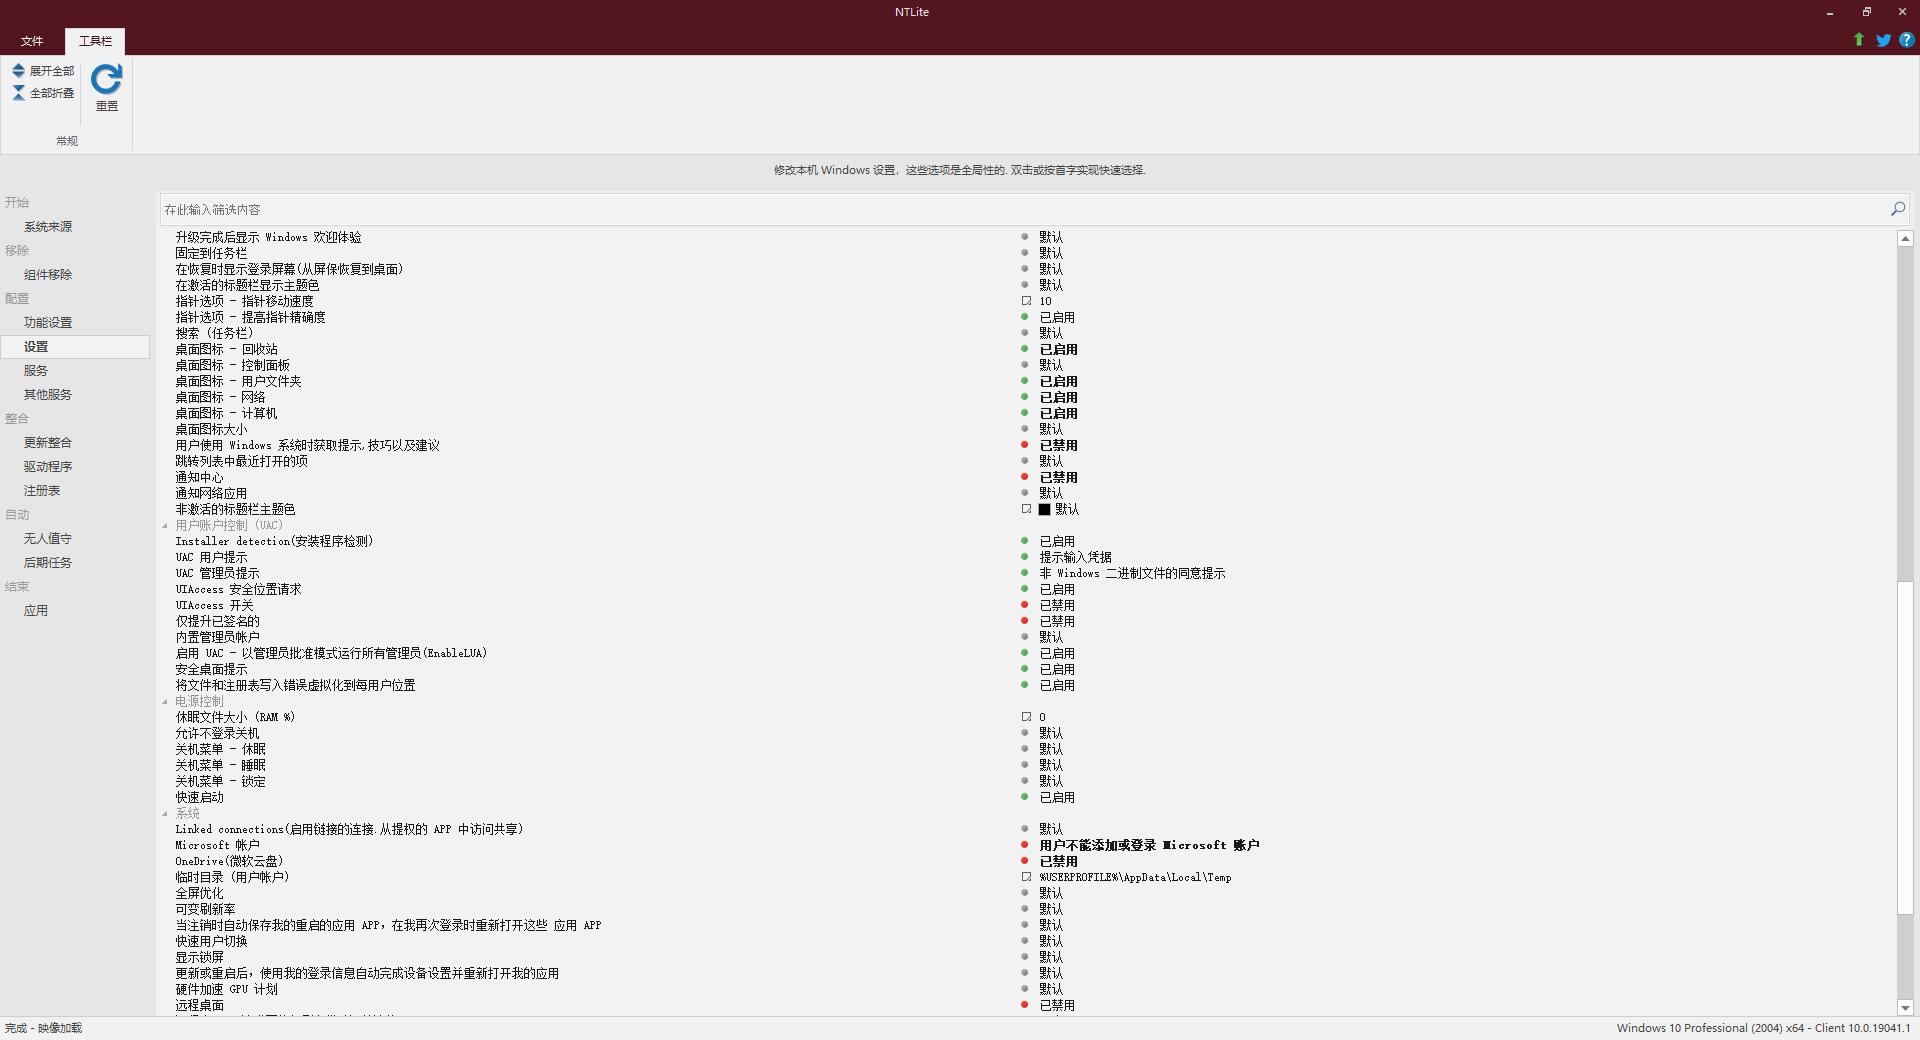 NTLite
文件
工具栏
展开全部
全部折叠
重置
常规
修改本机 Windows 设置，这些选项是全局性的. 双击或按首字实现快速选择.
在此输入筛选内容
开始
系统来源
移除
组件移除
配置
功能设置
设置
服务
其他服务
整合
更新整合
驱动程序
注册表
自动
无人值守
后期任务
结束
应用
升级完成后显示 Windows 欢迎体验 默认
固定到任务栏 默认
在恢复时显示登录屏幕(从屏保恢复到桌面) 默认
在激活的标题栏显示主题色 默认
指针选项 - 指针移动速度 10
指针选项 - 提高指针精确度 已启用
搜索 (任务栏) 默认
桌面图标 - 回收站 已启用
桌面图标 - 控制面板 默认
桌面图标 - 用户文件夹 已启用
桌面图标 - 网络 已启用
桌面图标 - 计算机 已启用
桌面图标大小 默认
用户使用 Windows 系统时获取提示,技巧以及建议 已禁用
跳转列表中最近打开的项 默认
通知中心 已禁用
通知网络应用 默认
非激活的标题栏主题色 默认
用户账户控制 (UAC)
Installer detection(安装程序检测) 已启用
UAC 用户提示 提示输入凭据
UAC 管理员提示 非 Windows 二进制文件的同意提示
UIAccess 安全位置请求 已启用
UIAccess 开关 已禁用
仅提升已签名的 已禁用
内置管理员帐户 默认
启用 UAC - 以管理员批准模式运行所有管理员(EnableLUA) 已启用
安全桌面提示 已启用
将文件和注册表写入错误虚拟化到每用户位置 已启用
电源控制
休眠文件大小 (RAM %) 0
允许不登录关机 默认
关机菜单 - 休眠 默认
关机菜单 - 睡眠 默认
关机菜单 - 锁定 默认
快速启动 已启用
系统
Linked connections(启用链接的连接.从提权的 APP 中访问共享) 默认
Microsoft 帐户 用户不能添加或登录 Microsoft 账户
OneDrive(微软云盘) 已禁用
临时目录 (用户帐户) %USERPROFILE%\AppData\Local\Temp
全屏优化 默认
可变刷新率 默认
当注销时自动保存我的重启的应用 APP，在我再次登录时重新打开这些 应用 APP 默认
快速用户切换 默认
显示锁屏 默认
更新或重启后，使用我的登录信息自动完成设备设置并重新打开我的应用 默认
硬件加速 GPU 计划 默认
远程桌面 已禁用
完成 - 映像加载
Windows 10 Professional (2004) x64 - Client 10.0.19041.1